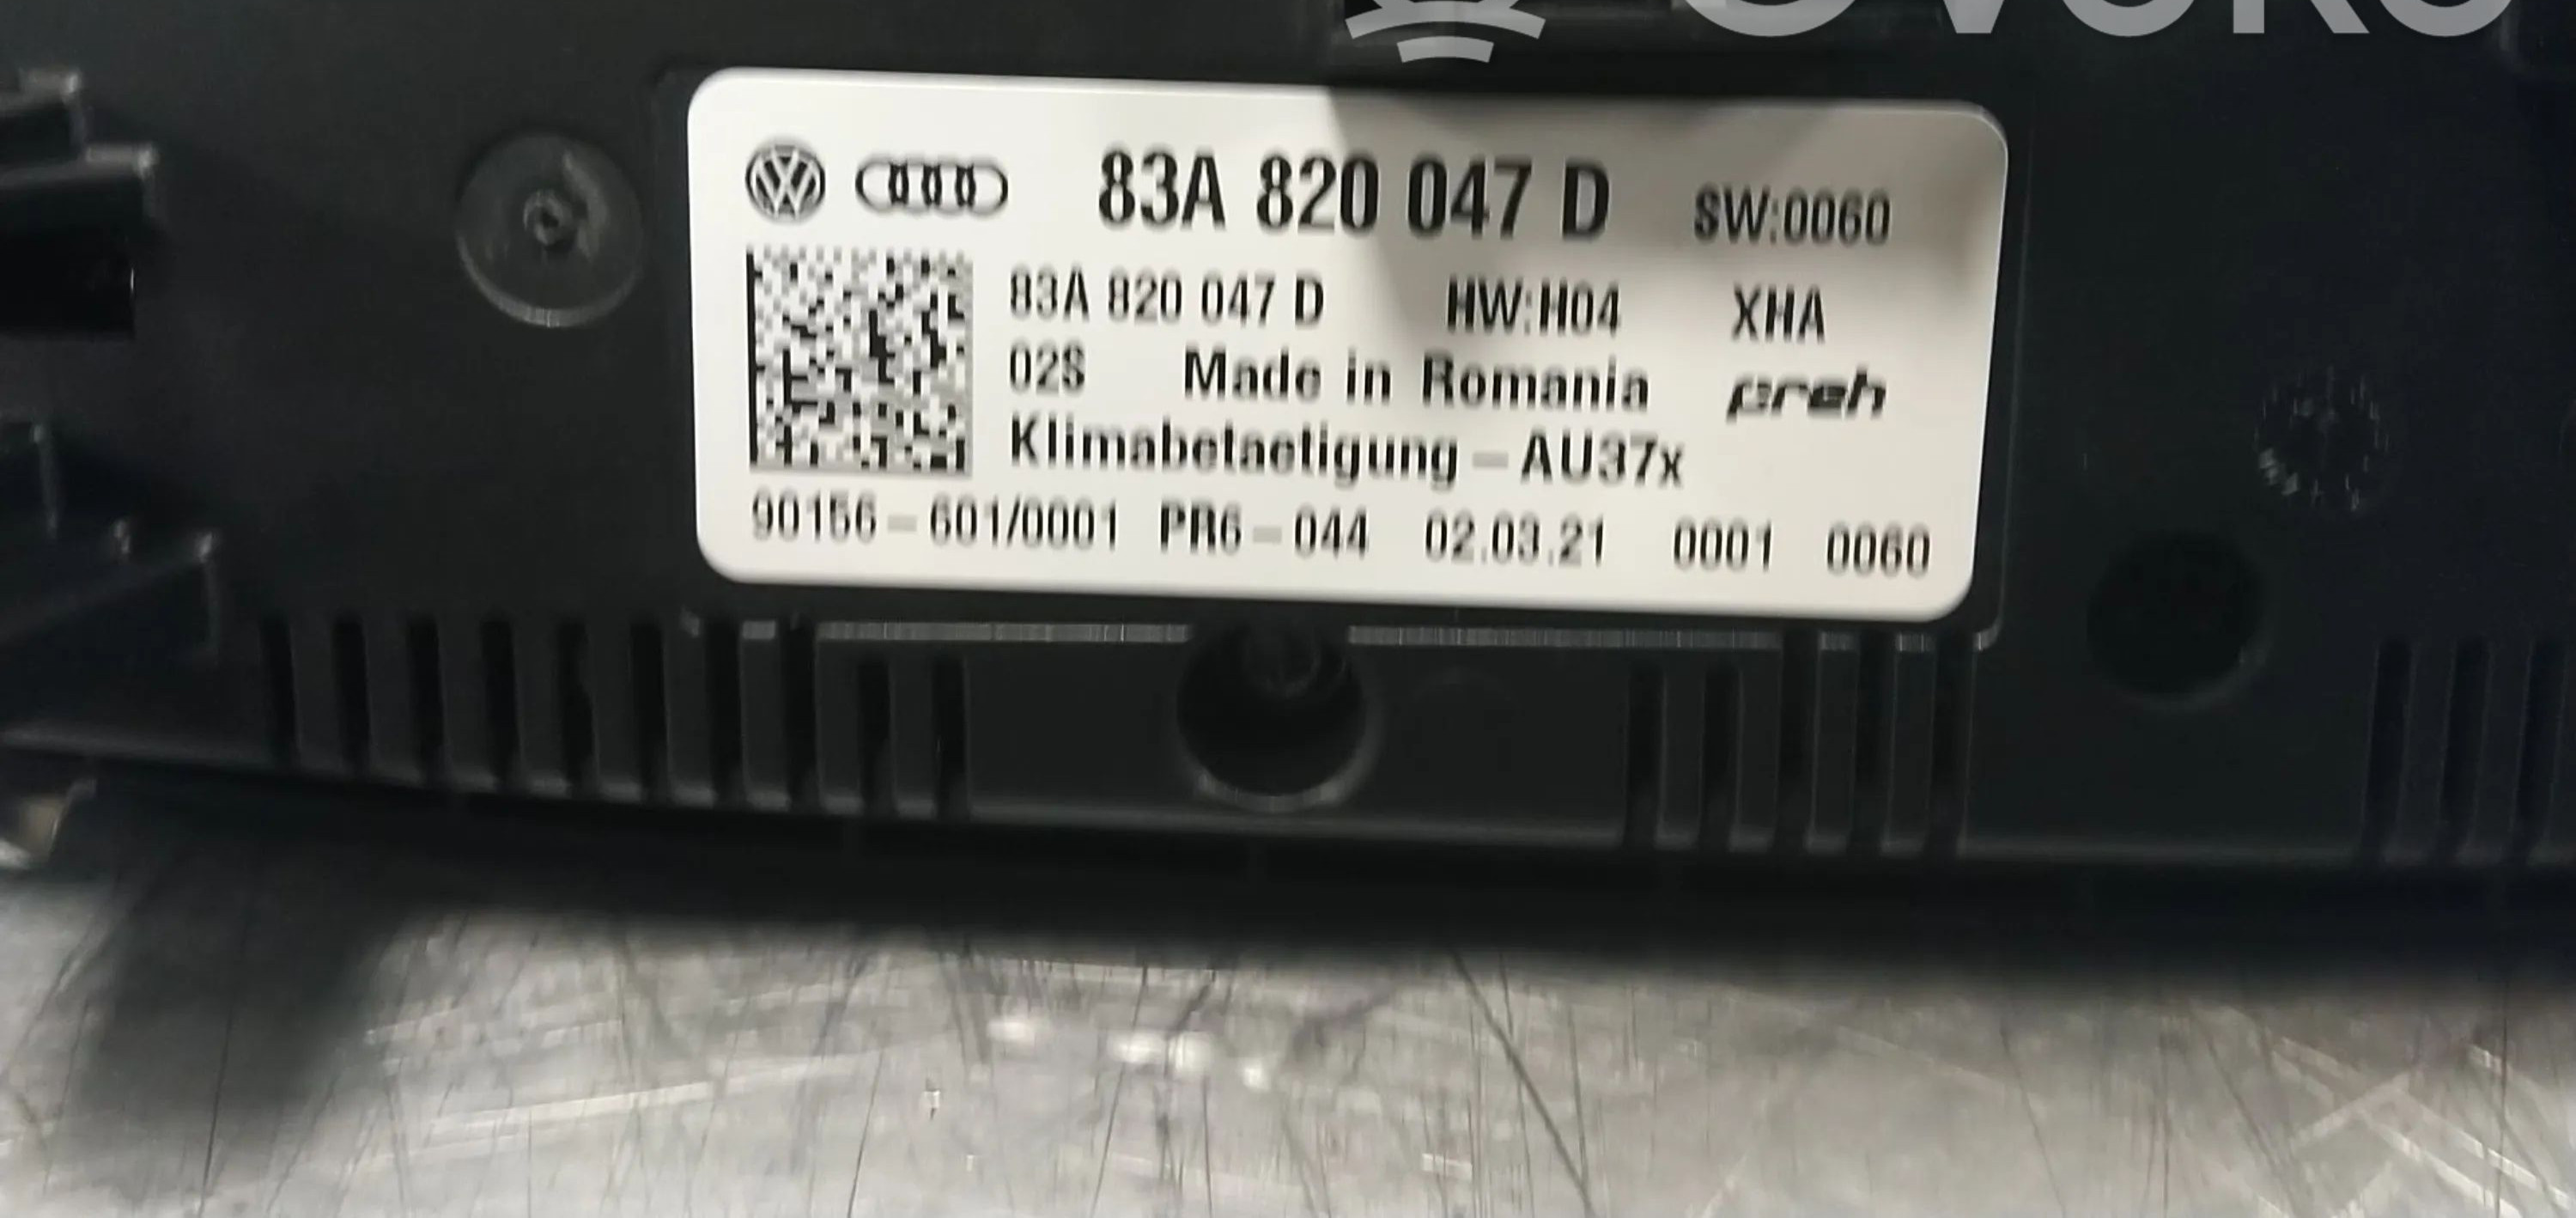 83A 820 047 D SW:0060
83A 820 047 D HW:H04 XHA
02S Made in Romania preh
Klimabetaetigung-AU37x
90156-601/0001 PR6-044 02.03.21 0001 0060